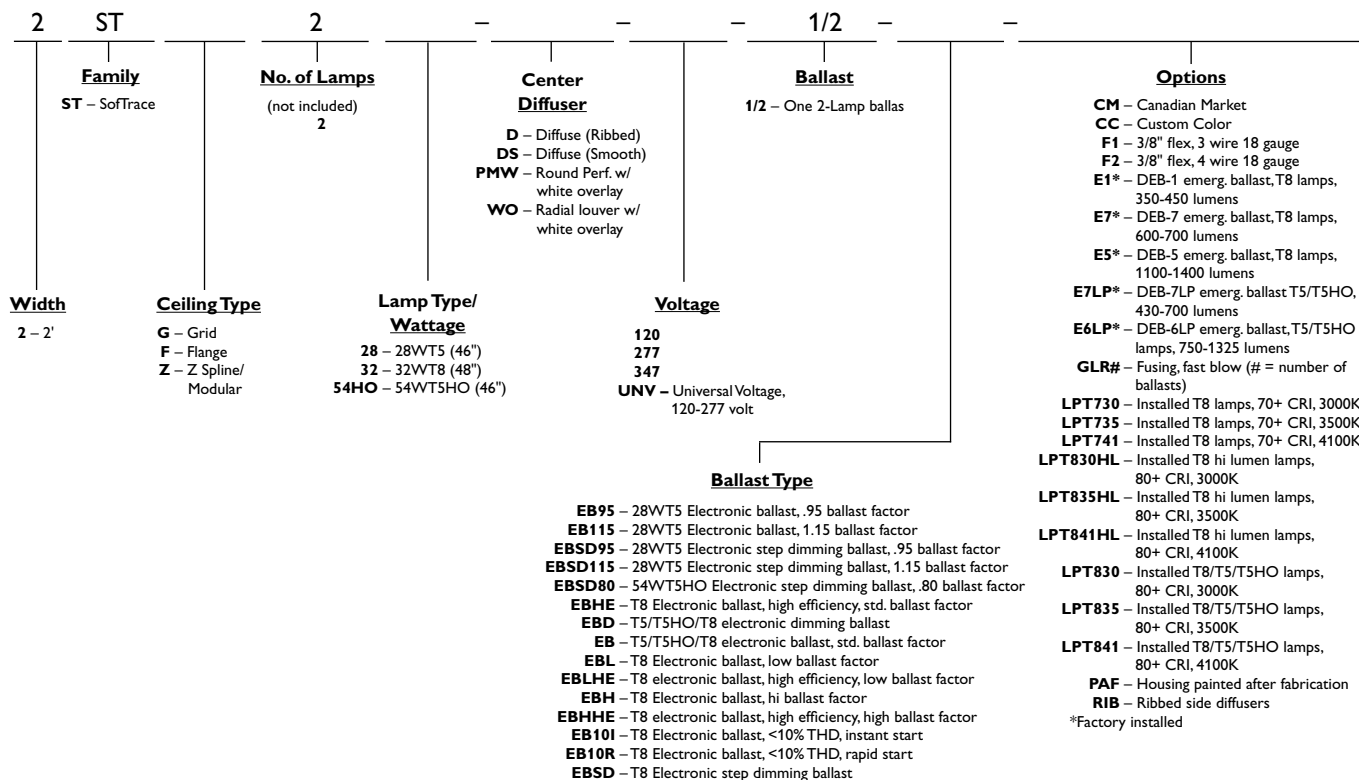 2 ST 2 – – – 1/2 – –
Family
ST – SofTrace
No. of Lamps
(not included)
2
Center
Diffuser
D – Diffuse (Ribbed)
DS – Diffuse (Smooth)
PMW – Round Perf. w/
white overlay
WO – Radial louver w/
white overlay
Ballast
1/2 – One 2-Lamp ballas
Options
CM – Canadian Market
CC – Custom Color
F1 – 3/8" flex, 3 wire 18 gauge
F2 – 3/8" flex, 4 wire 18 gauge
E1* – DEB-1 emerg. ballast, T8 lamps,
350-450 lumens
E7* – DEB-7 emerg. ballast, T8 lamps,
600-700 lumens
E5* – DEB-5 emerg. ballast, T8 lamps,
1100-1400 lumens
E7LP* – DEB-7LP emerg. ballast T5/T5HO,
430-700 lumens
E6LP* – DEB-6LP emerg. ballast, T5/T5HO
lamps, 750-1325 lumens
GLR# – Fusing, fast blow (# = number of
ballasts)
LPT730 – Installed T8 lamps, 70+ CRI, 3000K
LPT735 – Installed T8 lamps, 70+ CRI, 3500K
LPT741 – Installed T8 lamps, 70+ CRI, 4100K
LPT830HL – Installed T8 hi lumen lamps,
80+ CRI, 3000K
LPT835HL – Installed T8 hi lumen lamps,
80+ CRI, 3500K
LPT841HL – Installed T8 hi lumen lamps,
80+ CRI, 4100K
LPT830 – Installed T8/T5/T5HO lamps,
80+ CRI, 3000K
LPT835 – Installed T8/T5/T5HO lamps,
80+ CRI, 3500K
LPT841 – Installed T8/T5/T5HO lamps,
80+ CRI, 4100K
PAF – Housing painted after fabrication
RIB – Ribbed side diffusers
*Factory installed
Width
2 – 2'
Ceiling Type
G – Grid
F – Flange
Z – Z Spline/
Modular
Lamp Type/
Wattage
28 – 28WT5 (46")
32 – 32WT8 (48")
54HO – 54WT5HO (46")
Voltage
120
277
347
UNV – Universal Voltage,
120-277 volt
Ballast Type
EB95 – 28WT5 Electronic ballast, .95 ballast factor
EB115 – 28WT5 Electronic ballast, 1.15 ballast factor
EBSD95 – 28WT5 Electronic step dimming ballast, .95 ballast factor
EBSD115 – 28WT5 Electronic step dimming ballast, 1.15 ballast factor
EBSD80 – 54WT5HO Electronic step dimming ballast, .80 ballast factor
EBHE – T8 Electronic ballast, high efficiency, std. ballast factor
EBD – T5/T5HO/T8 electronic dimming ballast
EB – T5/T5HO/T8 electronic ballast, std. ballast factor
EBL – T8 Electronic ballast, low ballast factor
EBLHE – T8 electronic ballast, high efficiency, low ballast factor
EBH – T8 Electronic ballast, hi ballast factor
EBHHE – T8 electronic ballast, high efficiency, high ballast factor
EB10I – T8 Electronic ballast, <10% THD, instant start
EB10R – T8 Electronic ballast, <10% THD, rapid start
EBSD – T8 Electronic step dimming ballast